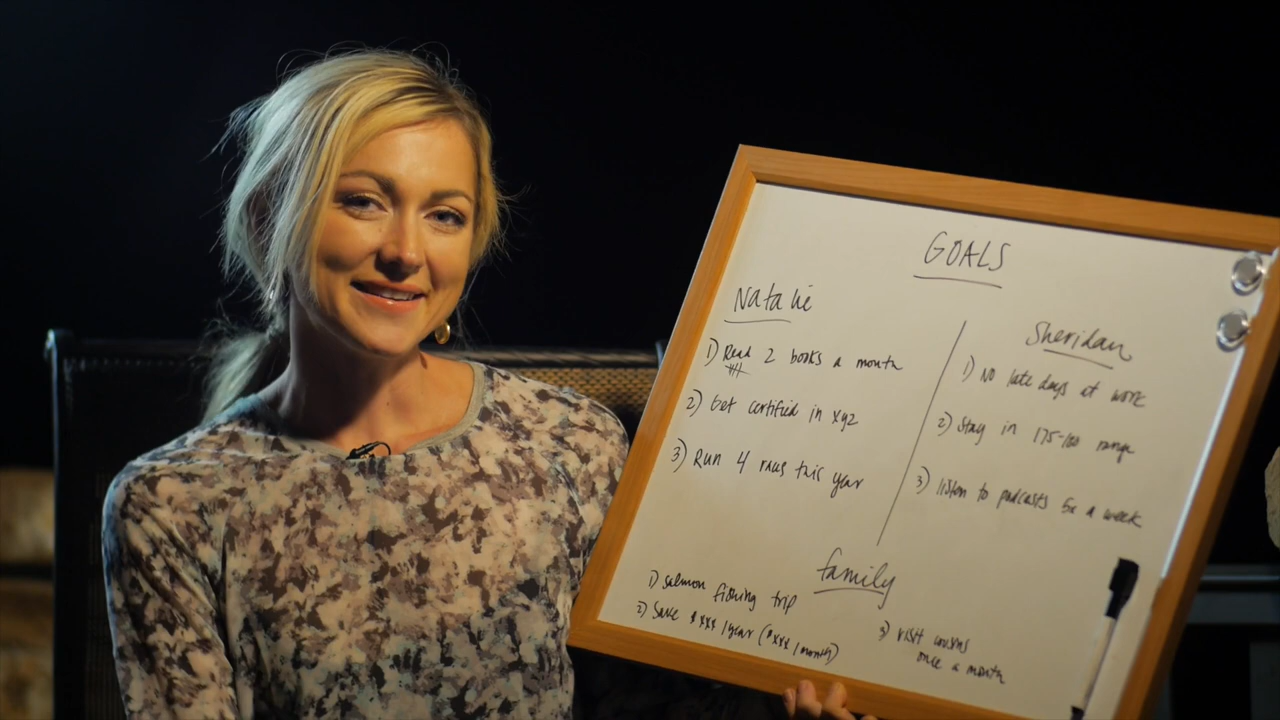 GOALS
Natalie
1) Read 2 books a month
2) Get certified in xyz
3) Run 4 races this year
Sheridan
1) No late days at work
2) Stay in 175-180 range
3) listen to podcasts 5x a week
family
1) Salmon fishing trip
2) Save $xxx /year ($xxx /month)
3) visit cousins
once a month